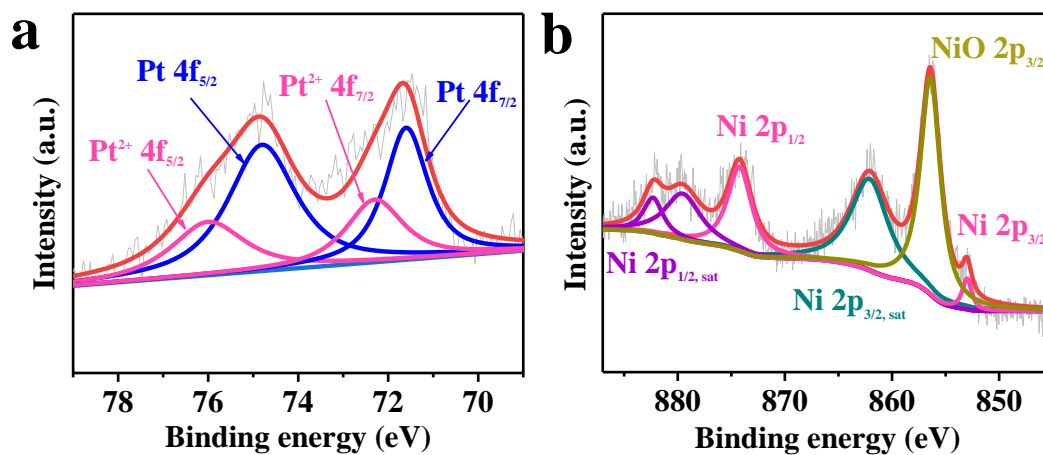 a
Pt 4f5/2
Pt2+ 4f7/2
Pt 4f7/2
Pt2+ 4f5/2
Intensity (a.u.)
78 76 74 72 70
Binding energy (eV)
b
NiO 2p3/2
Ni 2p1/2
Ni 2p3/2
Ni 2p1/2, sat
Ni 2p3/2, sat
Intensity (a.u.)
880 870 860 850
Binding energy (eV)